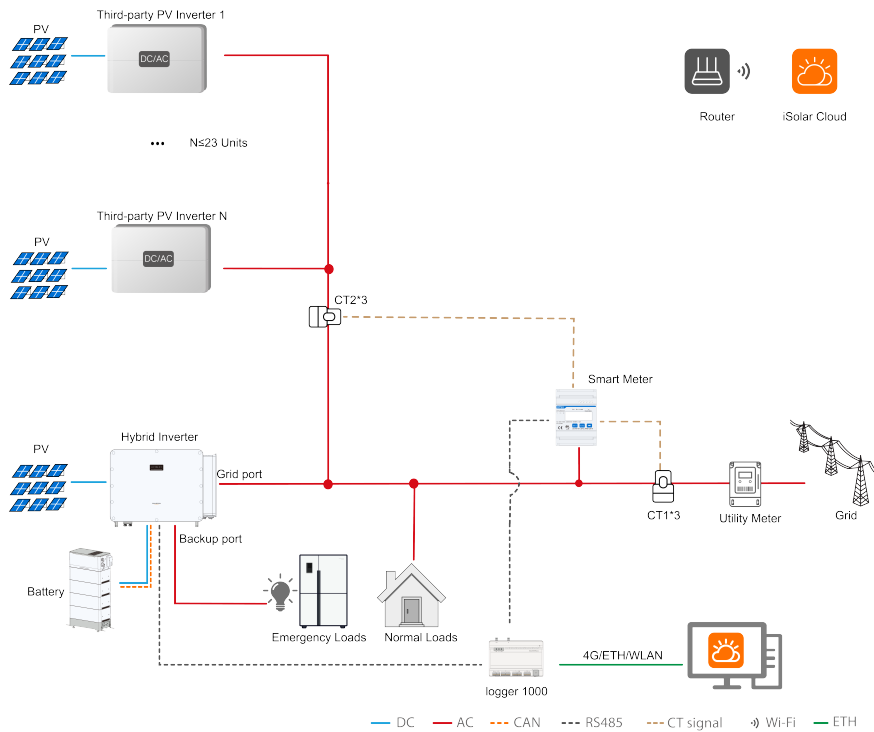 Third-party PV Inverter 1
PV
DC/AC
Router
iSolar Cloud
N≤23 Units
Third-party PV Inverter N
PV
DC/AC
CT2*3
Smart Meter
Hybrid Inverter
PV
Grid port
CT1*3
Utility Meter
Grid
Backup port
Battery
Emergency Loads
Normal Loads
4G/ETH/WLAN
logger 1000
DC
AC
CAN
RS485
CT signal
Wi-Fi
ETH